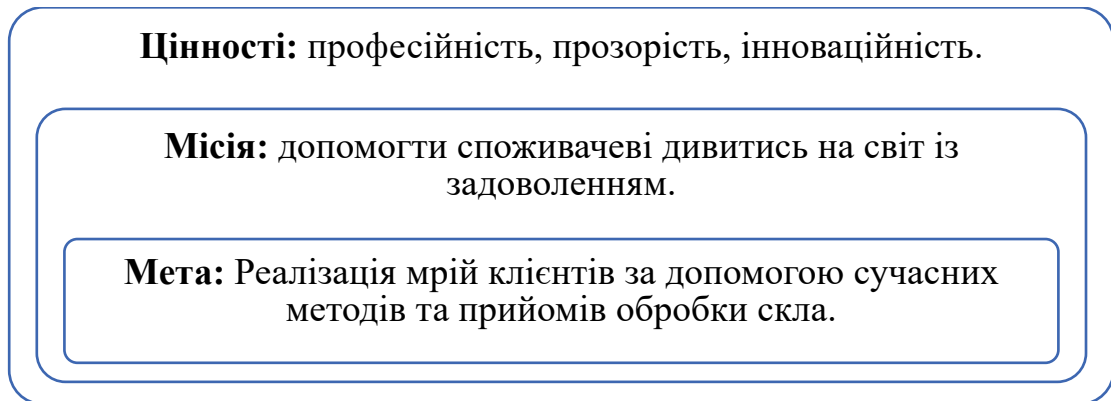 Цінності: професійність, прозорість, інноваційність.
Місія: допомогти споживачеві дивитись на світ із
задоволенням.
Мета: Реалізація мрій клієнтів за допомогою сучасних
методів та прийомів обробки скла.